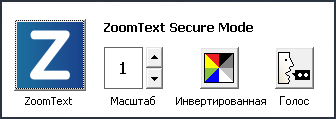 ZoomText Secure Mode
Z
1
ZoomText
Масштаб
Инвертированная
Голос